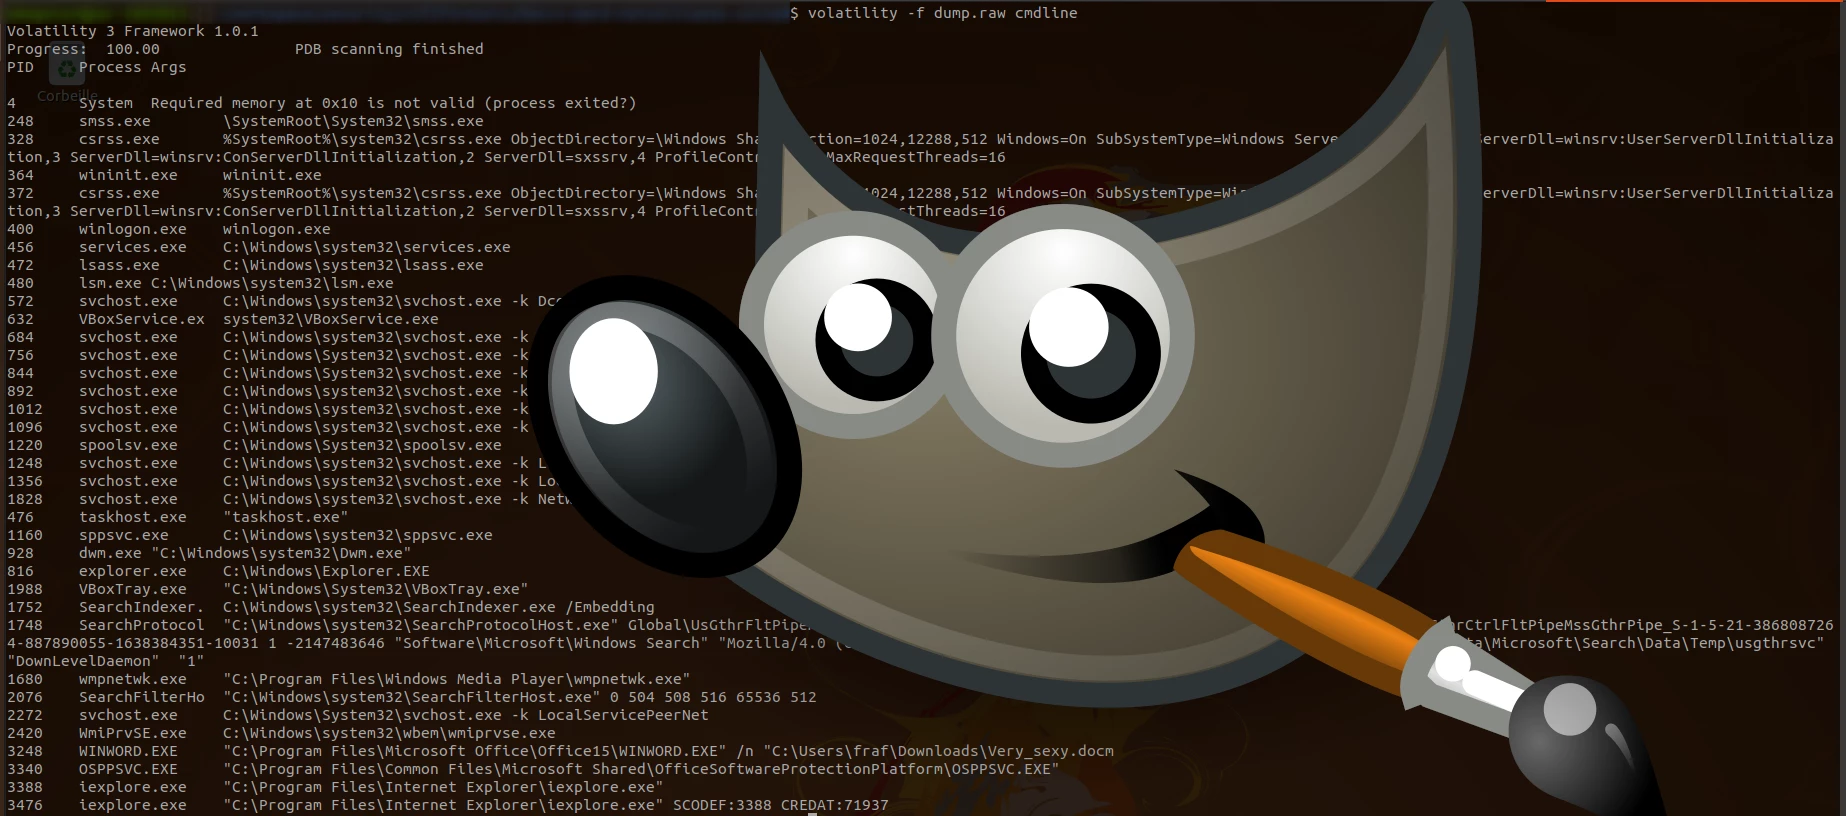 $ volatility -f dump.raw cmdline
Volatility 3 Framework 1.0.1
Progress: 100.00 PDB scanning finished
PID Process Args
Corbeille
4 System Required memory at 0x10 is not valid (process exited?)
248 smss.exe \SystemRoot\System32\smss.exe
328 csrss.exe %SystemRoot%\system32\csrss.exe ObjectDirectory=\Windows Sha ction=1024,12288,512 Windows=On SubSystemType=Windows Serve erverDll=winsrv:UserServerDllInitializa
tion,3 ServerDll=winsrv:ConServerDllInitialization,2 ServerDll=sxssrv,4 ProfileContr MaxRequestThreads=16
364 wininit.exe wininit.exe
372 csrss.exe %SystemRoot%\system32\csrss.exe ObjectDirectory=\Windows Sha 1024,12288,512 Windows=On SubSystemType=Wi erverDll=winsrv:UserServerDllInitializa
tion,3 ServerDll=winsrv:ConServerDllInitialization,2 ServerDll=sxssrv,4 ProfileContr stThreads=16
400 winlogon.exe winlogon.exe
456 services.exe C:\Windows\system32\services.exe
472 lsass.exe C:\Windows\system32\lsass.exe
480 lsm.exe C:\Windows\system32\lsm.exe
572 svchost.exe C:\Windows\system32\svchost.exe -k Dco
632 VBoxService.ex system32\VBoxService.exe
684 svchost.exe C:\Windows\system32\svchost.exe -k
756 svchost.exe C:\Windows\System32\svchost.exe -k
844 svchost.exe C:\Windows\System32\svchost.exe -k
892 svchost.exe C:\Windows\system32\svchost.exe -k
1012 svchost.exe C:\Windows\system32\svchost.exe -k
1096 svchost.exe C:\Windows\system32\svchost.exe -k
1220 spoolsv.exe C:\Windows\System32\spoolsv.exe
1248 svchost.exe C:\Windows\system32\svchost.exe -k L
1356 svchost.exe C:\Windows\system32\svchost.exe -k Lo
1828 svchost.exe C:\Windows\system32\svchost.exe -k Netw
476 taskhost.exe "taskhost.exe"
1160 sppsvc.exe C:\Windows\system32\sppsvc.exe
928 dwm.exe "C:\Windows\system32\Dwm.exe"
816 explorer.exe C:\Windows\Explorer.EXE
1988 VBoxTray.exe "C:\Windows\System32\VBoxTray.exe"
1752 SearchIndexer. C:\Windows\system32\SearchIndexer.exe /Embedding
1748 SearchProtocol "C:\Windows\system32\SearchProtocolHost.exe" Global\UsGthrFltPipe hrCtrlFltPipeMssGthrPipe_S-1-5-21-386808726
4-887890055-1638384351-10031 1 -2147483646 "Software\Microsoft\Windows Search" "Mozilla/4.0 ta\Microsoft\Search\Data\Temp\usgthrsvc"
"DownLevelDaemon" "1"
1680 wmpnetwk.exe "C:\Program Files\Windows Media Player\wmpnetwk.exe"
2076 SearchFilterHo "C:\Windows\system32\SearchFilterHost.exe" 0 504 508 516 65536 512
2272 svchost.exe C:\Windows\System32\svchost.exe -k LocalServicePeerNet
2420 WmiPrvSE.exe C:\Windows\system32\wbem\wmiprvse.exe
3248 WINWORD.EXE "C:\Program Files\Microsoft Office\Office15\WINWORD.EXE" /n "C:\Users\fraf\Downloads\Very_sexy.docm
3340 OSPPSVC.EXE "C:\Program Files\Common Files\Microsoft Shared\OfficeSoftwareProtectionPlatform\OSPPSVC.EXE"
3388 iexplore.exe "C:\Program Files\Internet Explorer\iexplore.exe"
3476 iexplore.exe "C:\Program Files\Internet Explorer\iexplore.exe" SCODEF:3388 CREDAT:71937